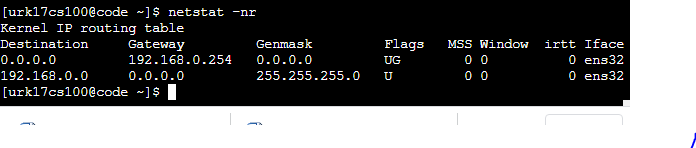 [urk17cs100@code ~]$ netstat -nr
Kernel IP routing table
Destination Gateway Genmask Flags MSS Window irtt Iface
0.0.0.0 192.168.0.254 0.0.0.0 UG 0 0 0 ens32
192.168.0.0 0.0.0.0 255.255.255.0 U 0 0 0 ens32
[urk17cs100@code ~]$